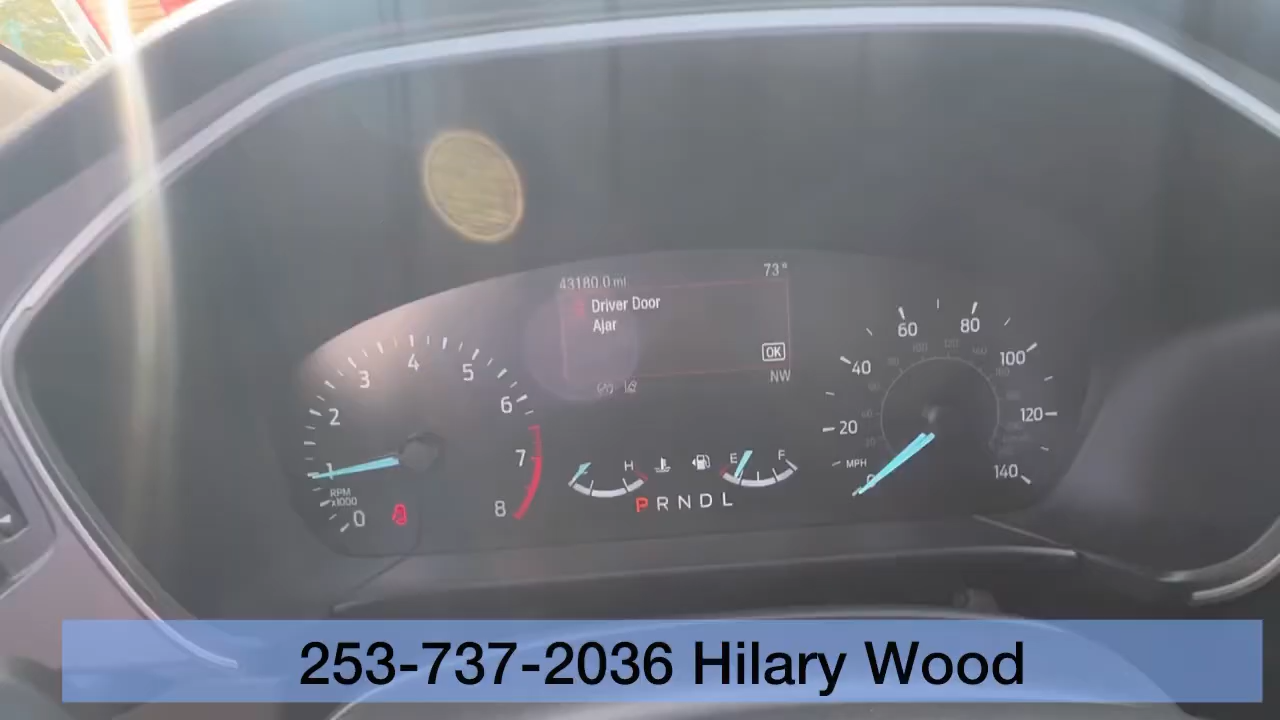 43180.0 mi 73°
Driver Door
Ajar
OK
NW
0 1 2 3 4 5 6 7 8
RPM
x1000
H
E F
P R N D L
0 20 40 60 80 100 120 140
MPH
253-737-2036 Hilary Wood